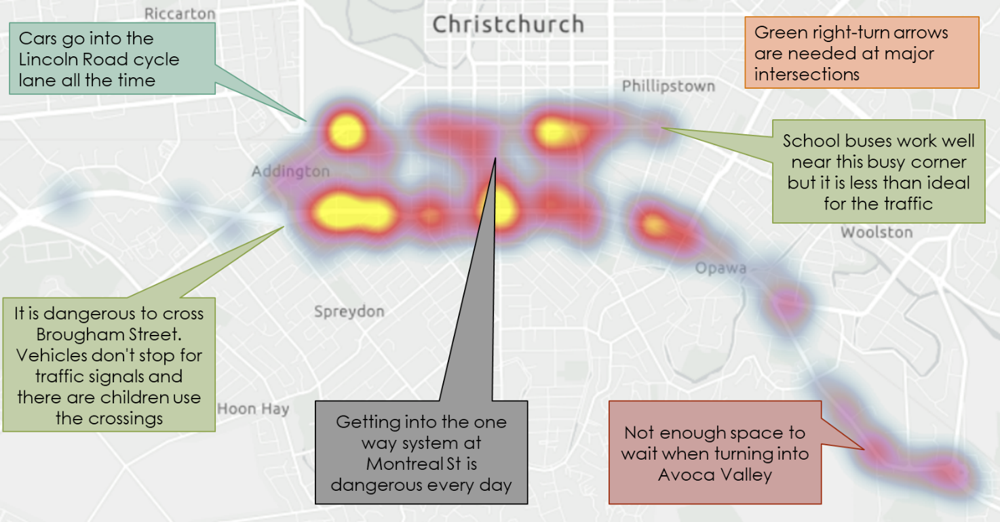 Riccarton
Christchurch
Cars go into the
Lincoln Road cycle
lane all the time
Green right-turn arrows
are needed at major
intersections
Phillipstown
School buses work well
near this busy corner
but it is less than ideal
for the traffic
Addington
Woolston
Opawa
Spreydon
It is dangerous to cross
Brougham Street.
Vehicles don't stop for
traffic signals and
there are children use
the crossings
Hoon Hay
Getting into the one
way system at
Montreal St is
dangerous every day
Not enough space to
wait when turning into
Avoca Valley